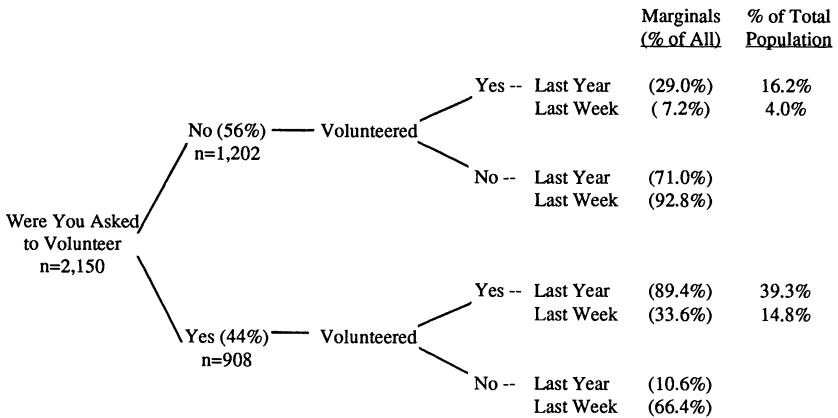 Marginals % of Total
(% of All) Population
Yes -- Last Year (29.0%) 16.2%
Last Week ( 7.2%) 4.0%
No (56%) Volunteered
n=1,202
No -- Last Year (71.0%)
Last Week (92.8%)
Were You Asked
to Volunteer
n=2,150
Yes -- Last Year (89.4%) 39.3%
Last Week (33.6%) 14.8%
Yes (44%) Volunteered
n=908
No -- Last Year (10.6%)
Last Week (66.4%)